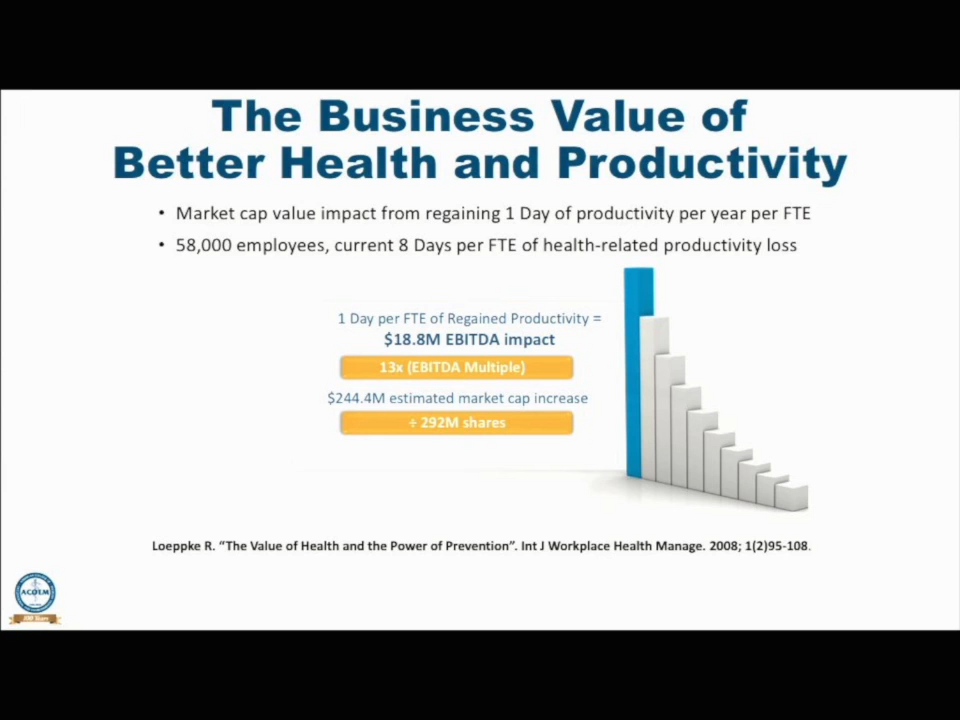 The Business Value of
Better Health and Productivity
• Market cap value impact from regaining 1 Day of productivity per year per FTE
• 58,000 employees, current 8 Days per FTE of health-related productivity loss
1 Day per FTE of Regained Productivity =
$18.8M EBITDA impact
13x (EBITDA Multiple)
$244.4M estimated market cap increase
÷ 292M shares
Loeppke R. “The Value of Health and the Power of Prevention”. Int J Workplace Health Manage. 2008; 1(2)95-108.
ACOEM